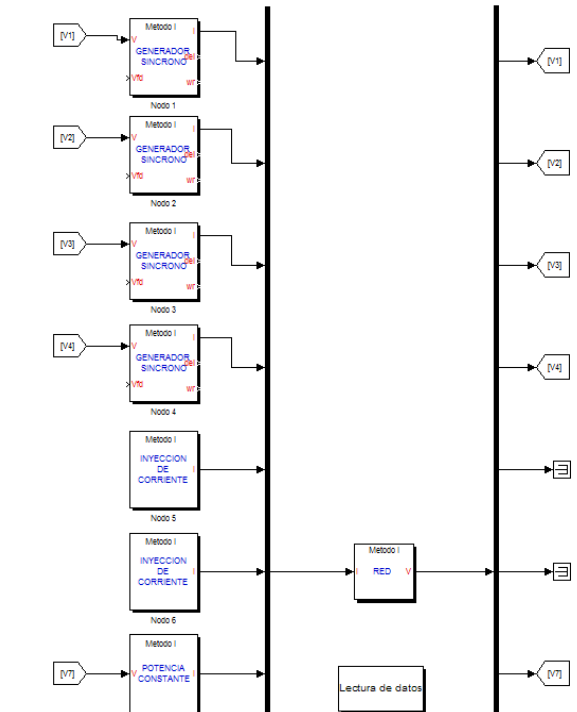 [V1]
Metodo I
V
I
GENERADOR
SINCRONO
del
Vfd
wr
Nodo 1
[V1]
[V2]
Metodo I
V
I
GENERADOR
SINCRONO
del
Vfd
wr
Nodo 2
[V2]
[V3]
Metodo I
V
I
GENERADOR
SINCRONO
del
Vfd
wr
Nodo 3
[V3]
[V4]
Metodo I
V
I
GENERADOR
SINCRONO
del
Vfd
wr
Nodo 4
[V4]
Metodo I
INYECCION
DE
CORRIENTE
I
Nodo 5
Metodo I
INYECCION
DE
CORRIENTE
I
Nodo 6
Metodo I
I
RED
V
[V7]
Metodo I
V
POTENCIA
CONSTANTE
I
Lectura de datos
[V7]